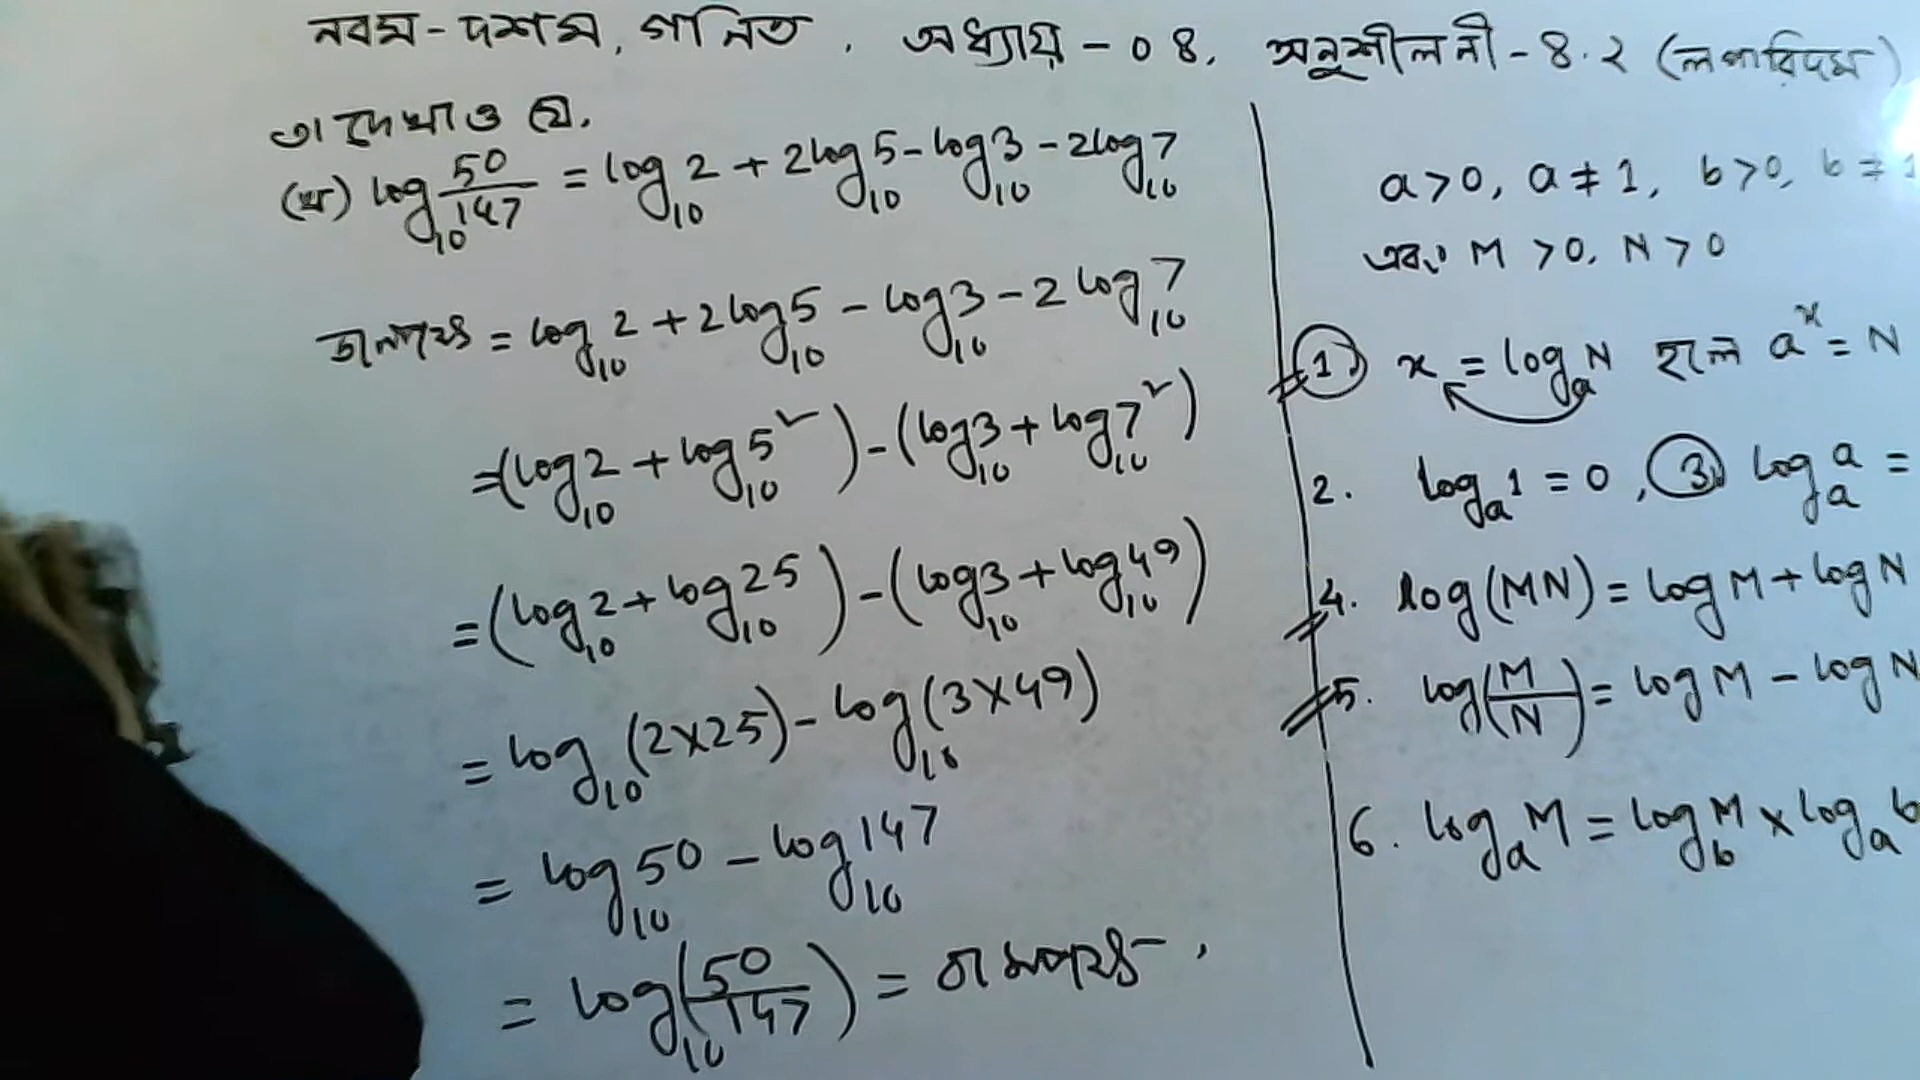 নবম-দশম, গনিত, অধ্যায়-08, অনুশীলনী-৪.২ (লগারিদম)
৩। দেখাও যে,
(খ) log₁₀ 50/147 = log₁₀2 + 2log₁₀5 - log₁₀3 - 2log₁₀7
ডানপক্ষ = log₁₀2 + 2log₁₀5 - log₁₀3 - 2log₁₀7
=(log₁₀2 + log₁₀5²) - (log₁₀3 + log₁₀7²)
=(log₁₀2 + log₁₀25) - (log₁₀3 + log₁₀49)
= log₁₀(2×25) - log₁₀(3×49)
= log₁₀50 - log₁₀147
= log₁₀(50/147) = বামপক্ষ.
a>0, a≠1, b>0, b≠1
এবং M>0, N>0
1) x = logₐN হলে aˣ = N
2. logₐ1 = 0, 3) logₐa =
4. log(MN) = logM + logN
5. log(M/N) = logM - logN
6. logₐM = log_bM × logₐb